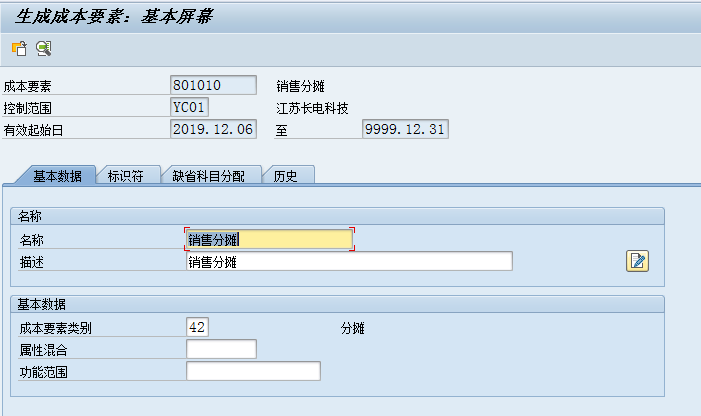 生成成本要素：基本屏幕
成本要素 801010 销售分摊
控制范围 YC01 江苏长电科技
有效起始日 2019.12.06 至 9999.12.31
基本数据 标识符 缺省科目分配 历史
名称
名称 销售分摊
描述 销售分摊
基本数据
成本要素类别 42 分摊
属性混合
功能范围